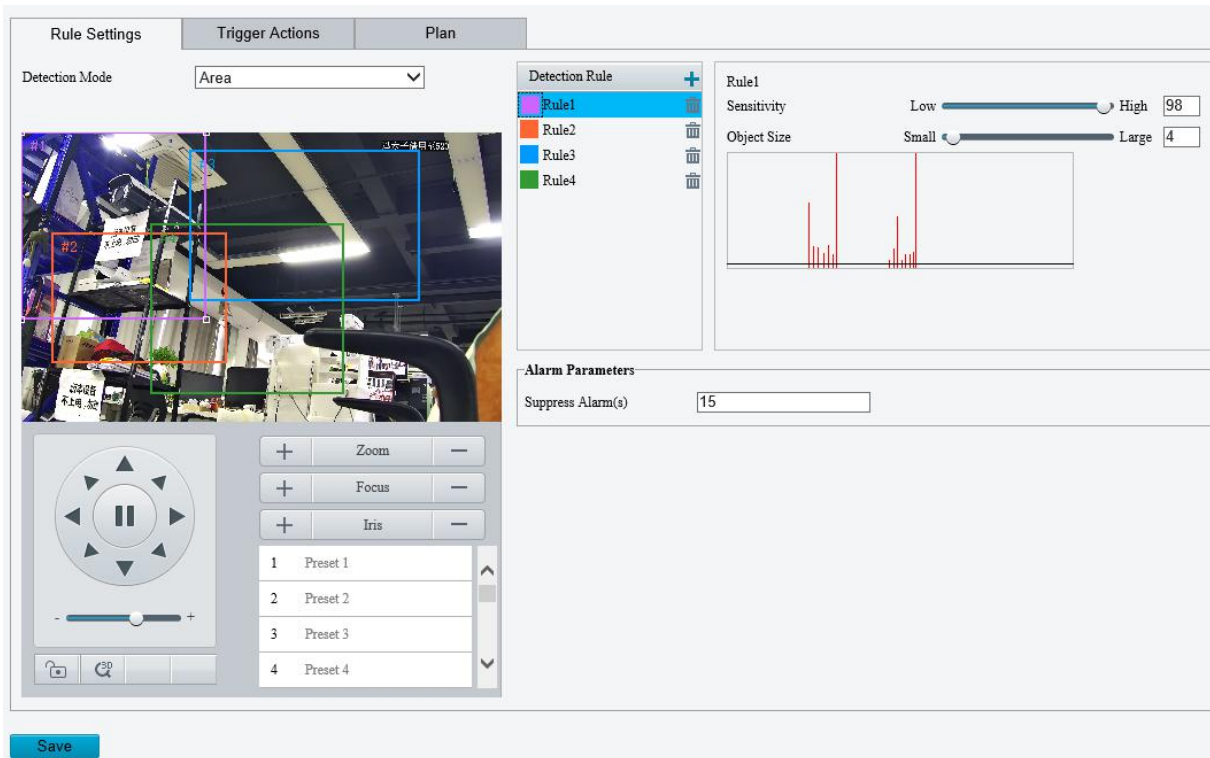 Rule Settings
Trigger Actions
Plan
Detection Mode
Area
#1
#3
#2
Detection Rule
Rule1
Rule2
Rule3
Rule4
Rule1
Sensitivity Low High 98
Object Size Small Large 4
Alarm Parameters
Suppress Alarm(s) 15
+ Zoom −
+ Focus −
+ Iris −
- +
3D
1 Preset 1
2 Preset 2
3 Preset 3
4 Preset 4
Save